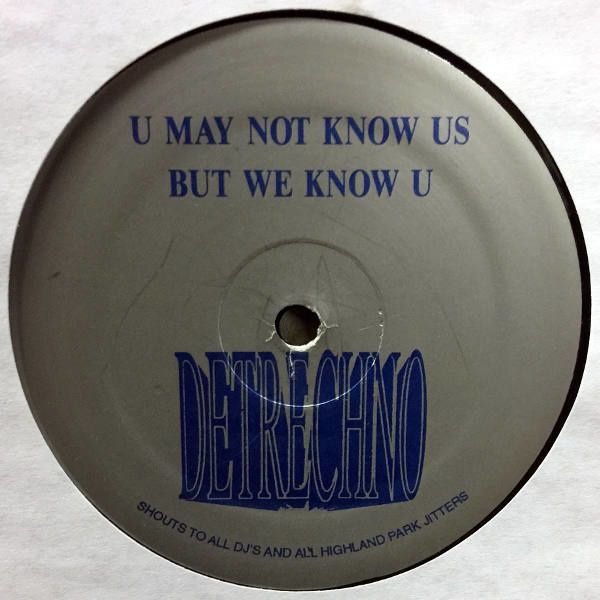 U MAY NOT KNOW US
BUT WE KNOW U
DETRECHNO
SHOUTS TO ALL DJ'S AND ALL HIGHLAND PARK JITTERS